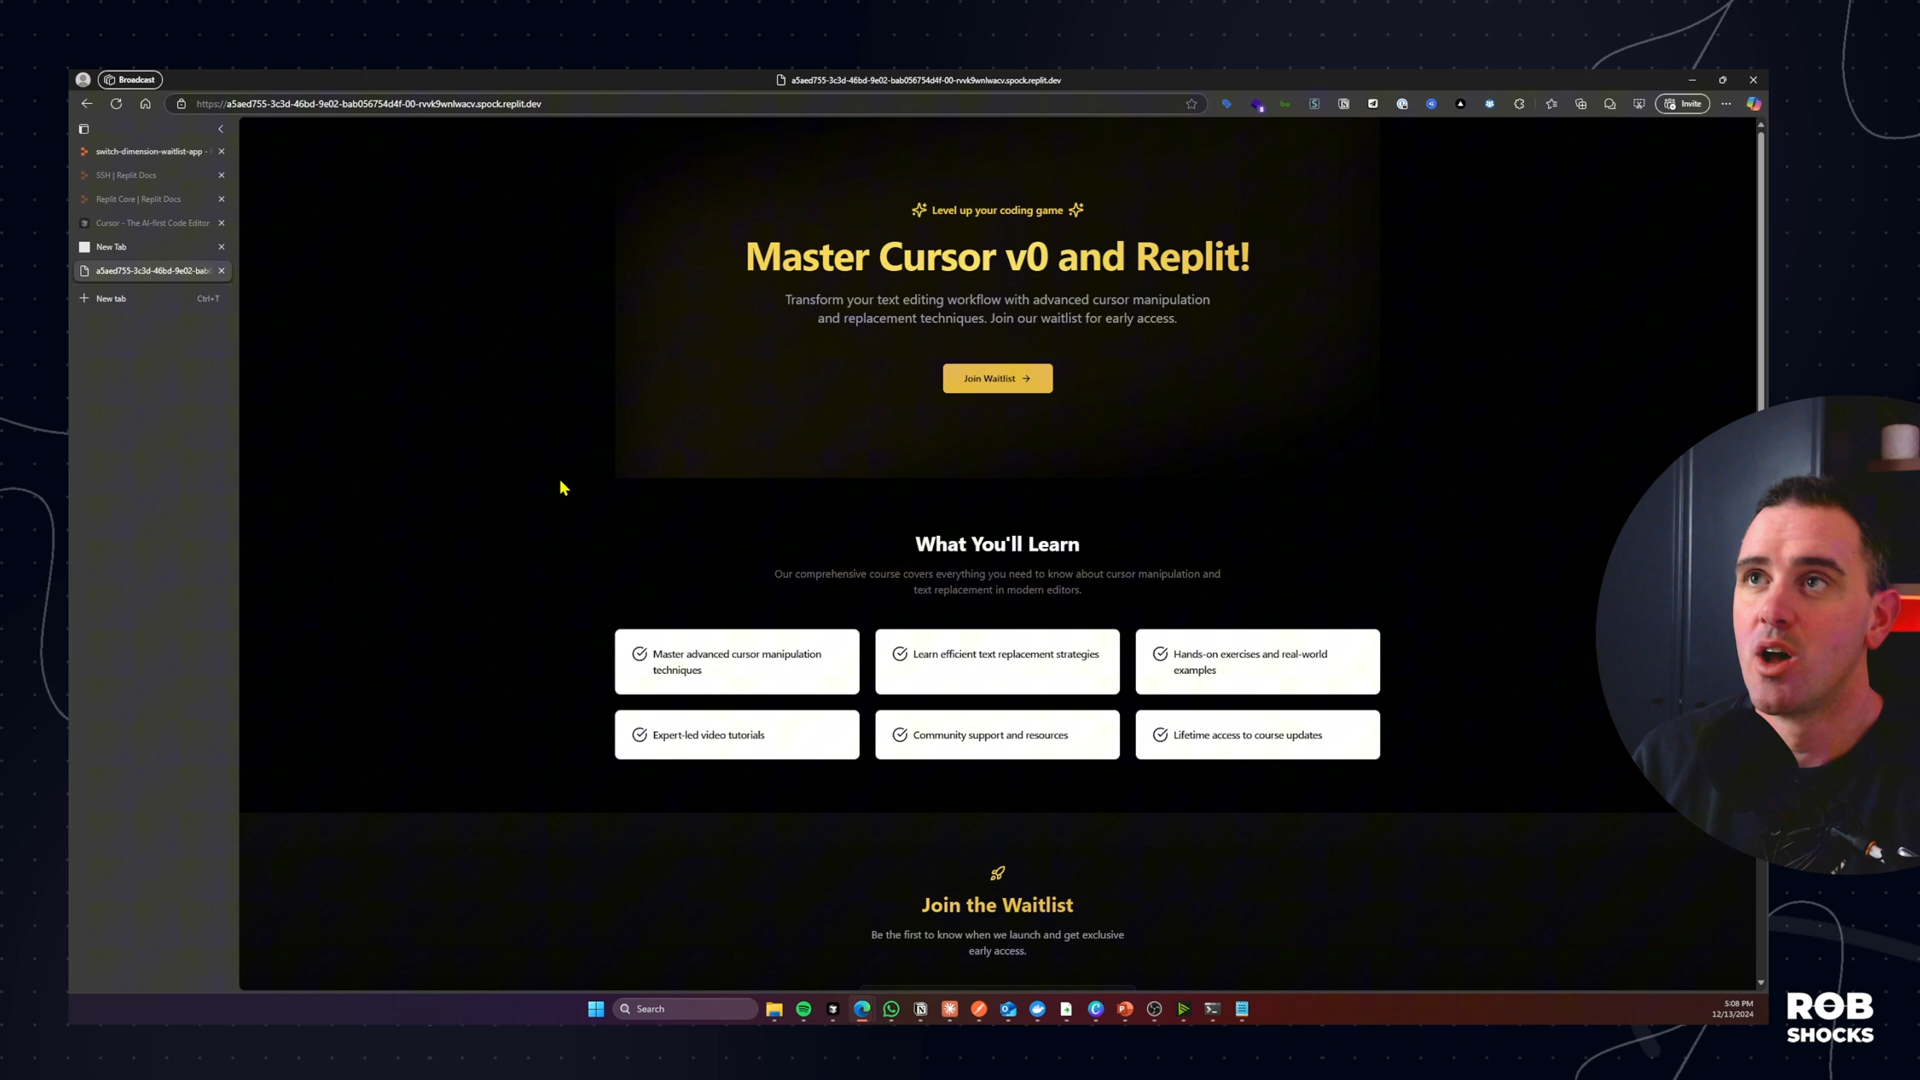 Broadcast
a5aed755-3c3d-46bd-9e02-bab056754d4f-00-rvvk9wnlwacv.spock.replit.dev
https://a5aed755-3c3d-46bd-9e02-bab056754d4f-00-rvvk9wnlwacv.spock.replit.dev
Invite
switch-dimension-waitlist-app -
SSH | Replit Docs
Replit Core | Replit Docs
Cursor - The AI-first Code Editor
New Tab
a5aed755-3c3d-46bd-9e02-bab
New tab Ctrl+T
Level up your coding game
Master Cursor v0 and Replit!
Transform your text editing workflow with advanced cursor manipulation
and replacement techniques. Join our waitlist for early access.
Join Waitlist →
What You'll Learn
Our comprehensive course covers everything you need to know about cursor manipulation and
text replacement in modern editors.
Master advanced cursor manipulation
techniques
Learn efficient text replacement strategies
Hands-on exercises and real-world
examples
Expert-led video tutorials
Community support and resources
Lifetime access to course updates
Join the Waitlist
Be the first to know when we launch and get exclusive
early access.
Search
5:08 PM
12/13/2024
ROB
SHOCKS